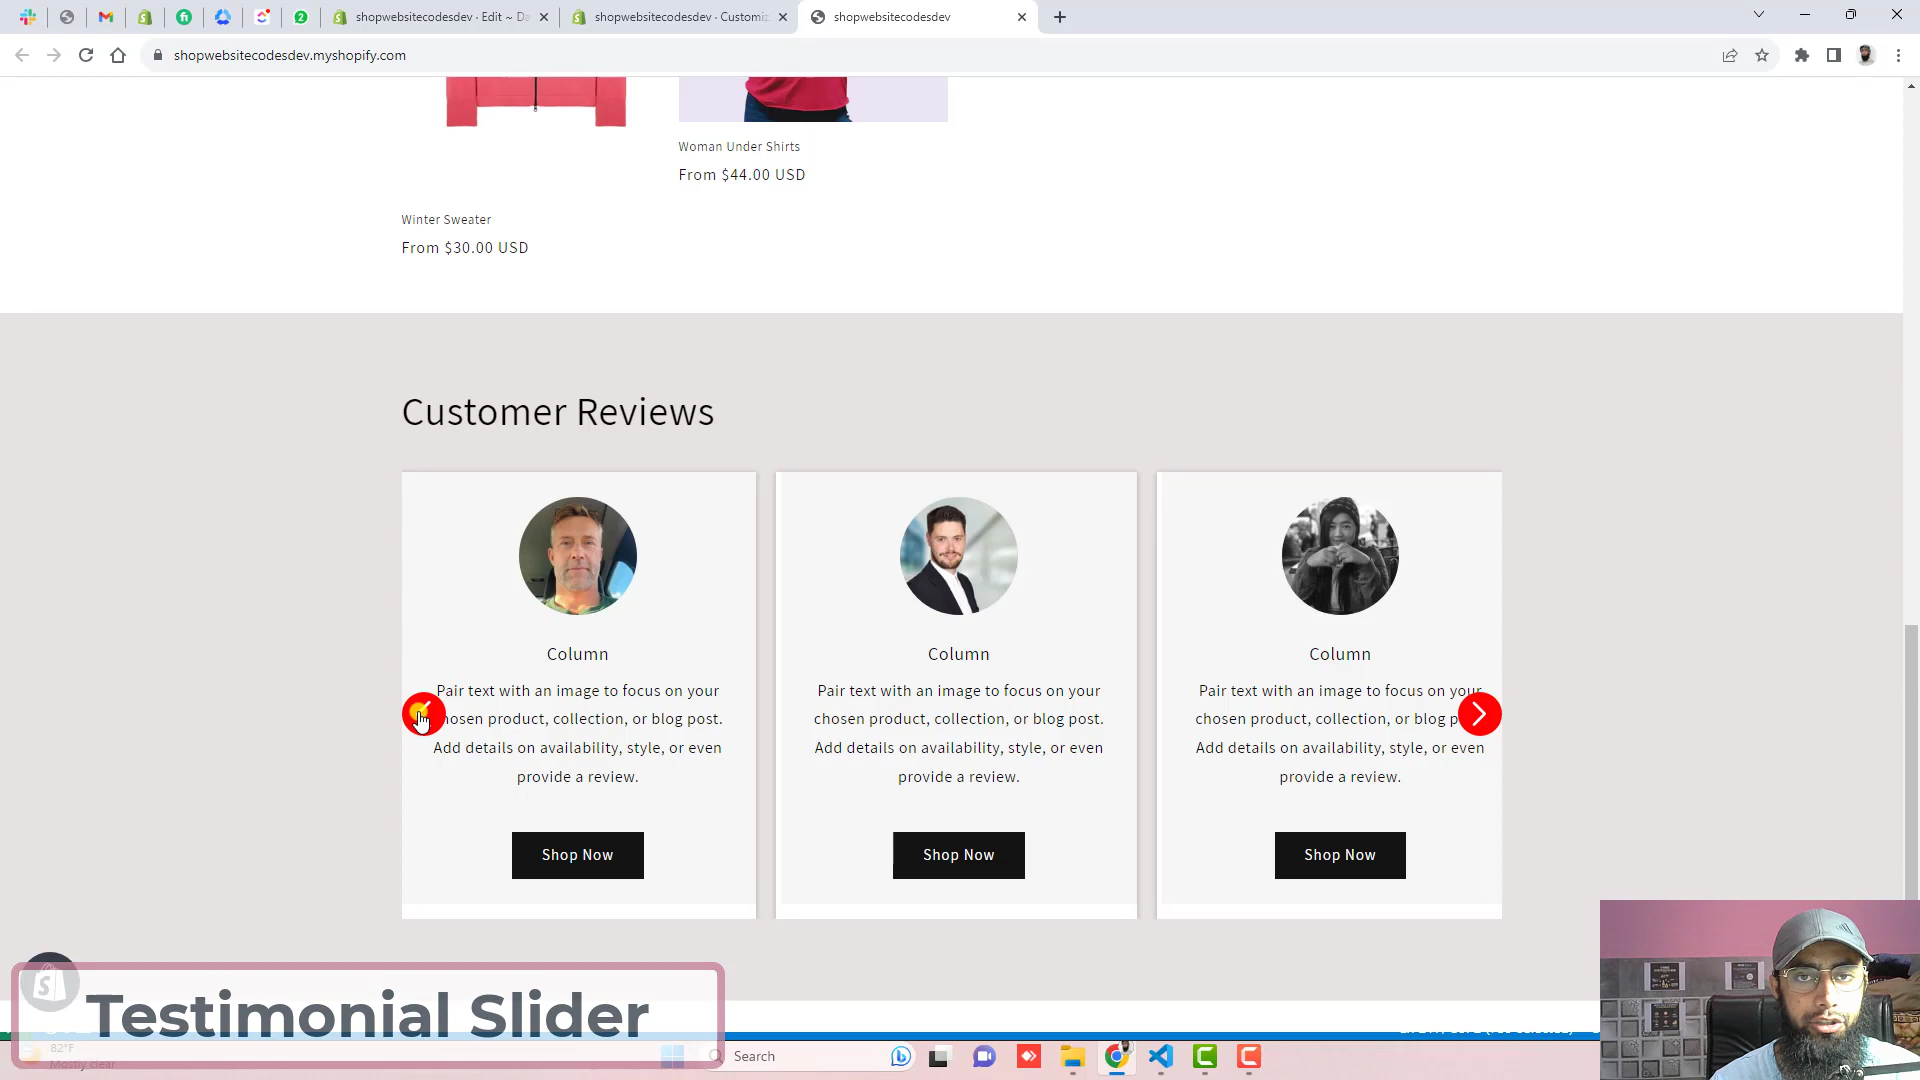 shopwebsitecodesdev · Edit ~ Da
shopwebsitecodesdev · Customiz
shopwebsitecodesdev
shopwebsitecodesdev.myshopify.com
Woman Under Shirts
From $44.00 USD
Winter Sweater
From $30.00 USD
Customer Reviews
Column
Pair text with an image to focus on your
hosen product, collection, or blog post.
Add details on availability, style, or even
provide a review.
Shop Now
Column
Pair text with an image to focus on your
chosen product, collection, or blog post.
Add details on availability, style, or even
provide a review.
Shop Now
Column
Pair text with an image to focus on your
chosen product, collection, or blog p
Add details on availability, style, or even
provide a review.
Shop Now
Testimonial Slider
82°F
Mostly clear
Search